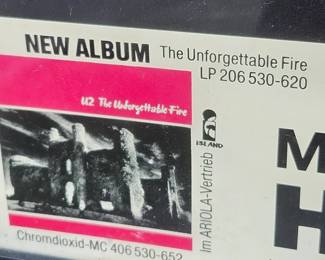 NEW ALBUM The Unforgettable Fire
LP 206 530-620
U2 The Unforgettable Fire
ISLAND
Im ARIOLA-Vertrieb
M
H
Chromdioxid-MC 406 530-652